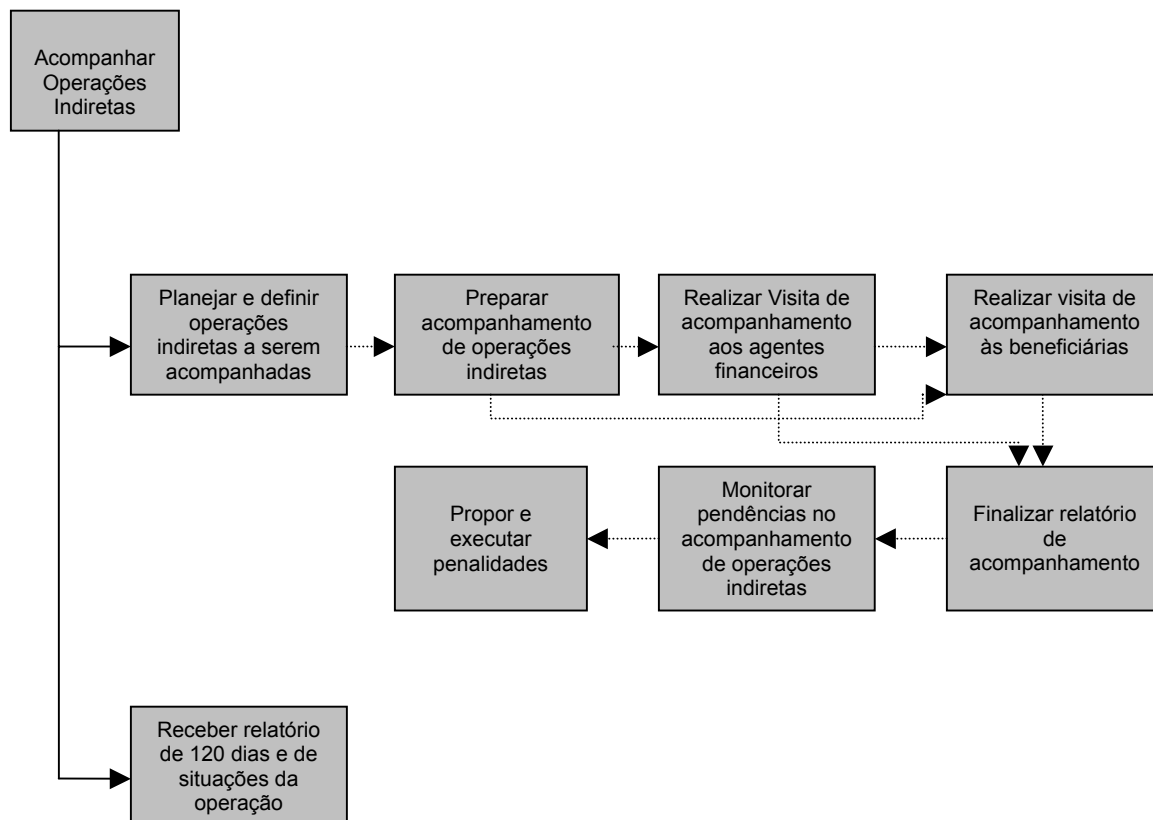 Acompanhar
Operações
Indiretas
Planejar e definir
operações
indiretas a serem
acompanhadas
Preparar
acompanhamento
de operações
indiretas
Realizar Visita de
acompanhamento
aos agentes
financeiros
Realizar visita de
acompanhamento
às beneficiárias
Propor e
executar
penalidades
Monitorar
pendências no
acompanhamento
de operações
indiretas
Finalizar relatório
de
acompanhamento
Receber relatório
de 120 dias e de
situações da
operação